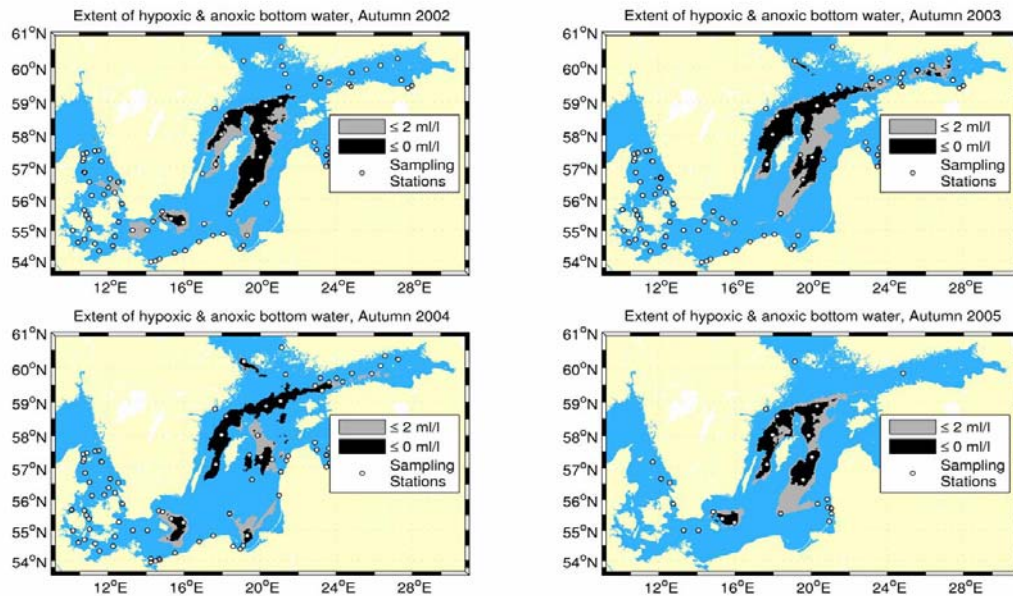 Extent of hypoxic & anoxic bottom water, Autumn 2002
61°N
60°N
59°N
58°N
57°N
56°N
55°N
54°N
≤ 2 ml/l
≤ 0 ml/l
Sampling
Stations
12°E 16°E 20°E 24°E 28°E
Extent of hypoxic & anoxic bottom water, Autumn 2003
61°N
60°N
59°N
58°N
57°N
56°N
55°N
54°N
≤ 2 ml/l
≤ 0 ml/l
Sampling
Stations
12°E 16°E 20°E 24°E 28°E
Extent of hypoxic & anoxic bottom water, Autumn 2004
61°N
60°N
59°N
58°N
57°N
56°N
55°N
54°N
≤ 2 ml/l
≤ 0 ml/l
Sampling
Stations
12°E 16°E 20°E 24°E 28°E
Extent of hypoxic & anoxic bottom water, Autumn 2005
61°N
60°N
59°N
58°N
57°N
56°N
55°N
54°N
≤ 2 ml/l
≤ 0 ml/l
Sampling
Stations
12°E 16°E 20°E 24°E 28°E